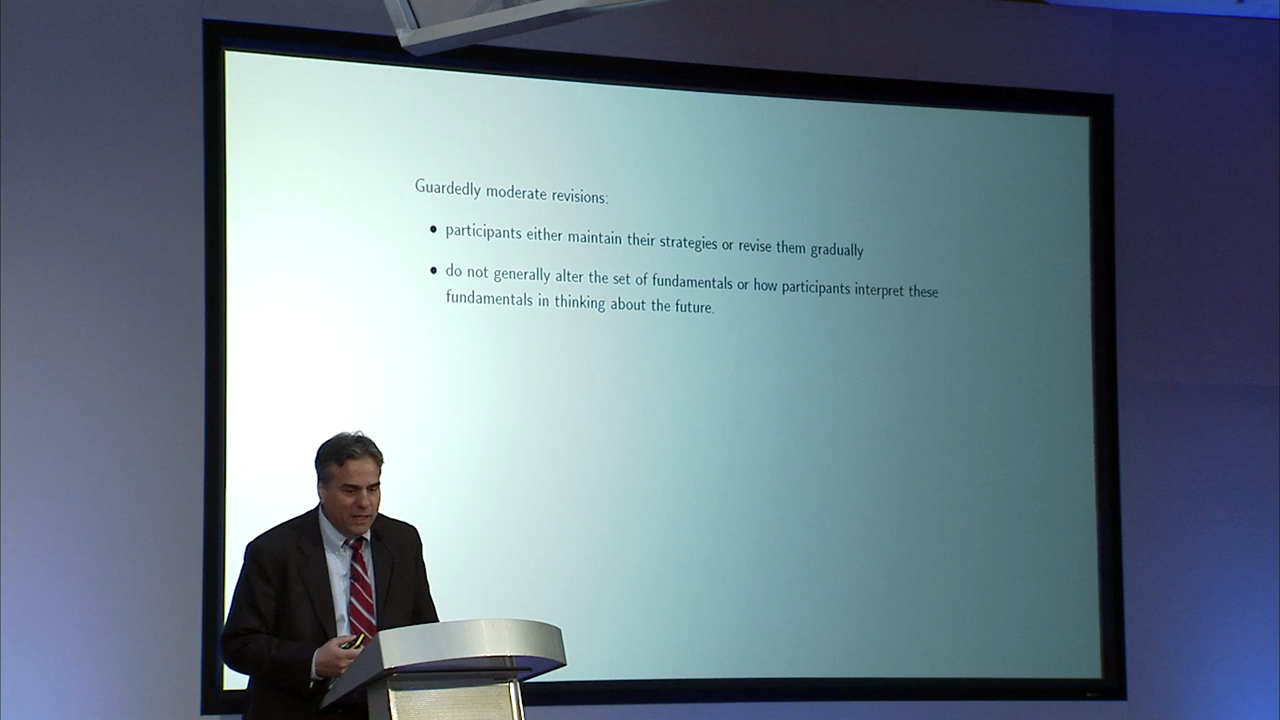 Guardedly moderate revisions:
• participants either maintain their strategies or revise them gradually
• do not generally alter the set of fundamentals or how participants interpret these
fundamentals in thinking about the future.